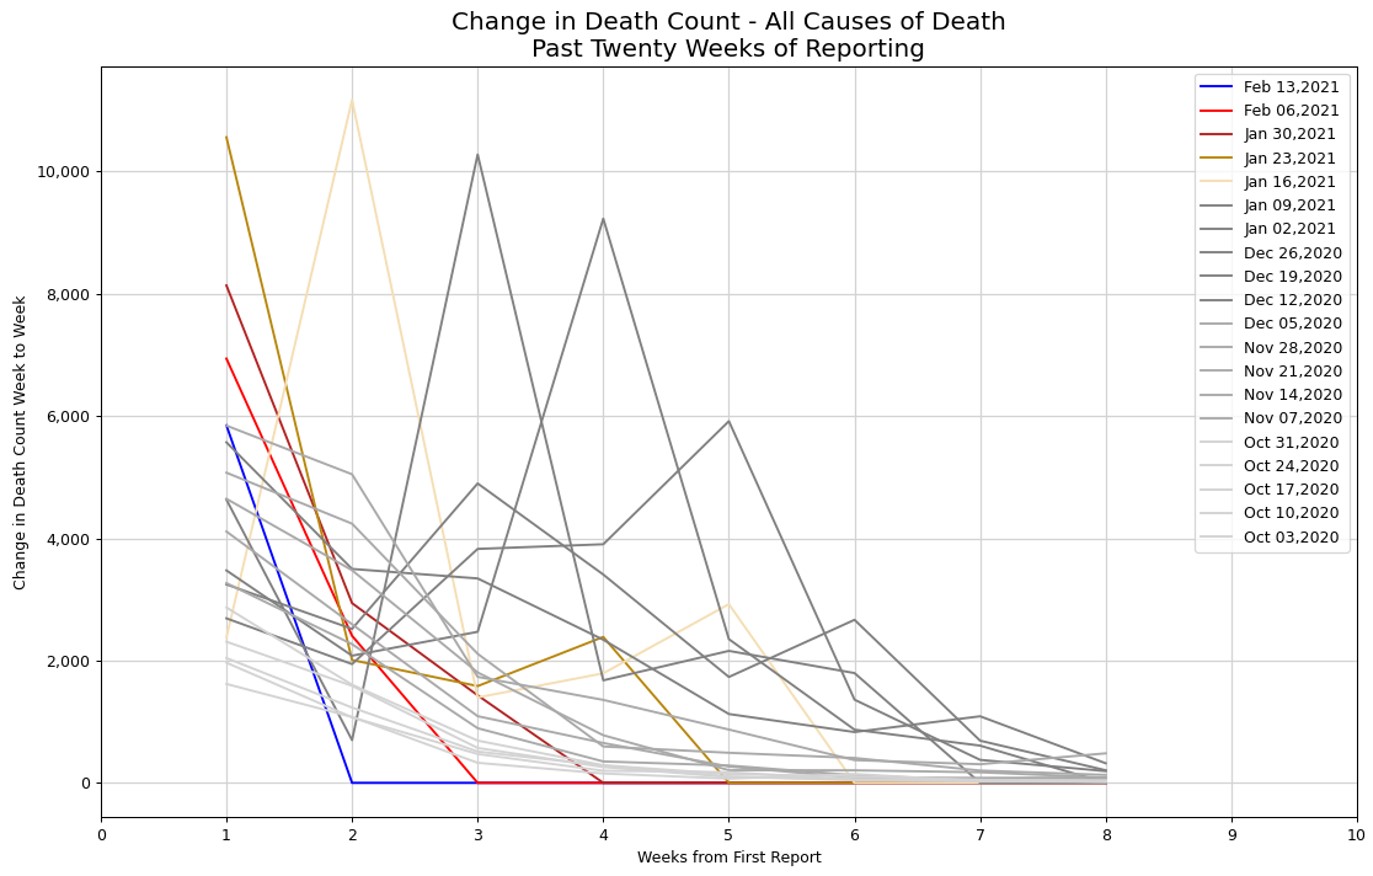 Change in Death Count - All Causes of Death
Past Twenty Weeks of Reporting
Change in Death Count Week to Week
10,000
8,000
6,000
4,000
2,000
0
0 1 2 3 4 5 6 7 8 9 10
Weeks from First Report
Feb 13,2021
Feb 06,2021
Jan 30,2021
Jan 23,2021
Jan 16,2021
Jan 09,2021
Jan 02,2021
Dec 26,2020
Dec 19,2020
Dec 12,2020
Dec 05,2020
Nov 28,2020
Nov 21,2020
Nov 14,2020
Nov 07,2020
Oct 31,2020
Oct 24,2020
Oct 17,2020
Oct 10,2020
Oct 03,2020